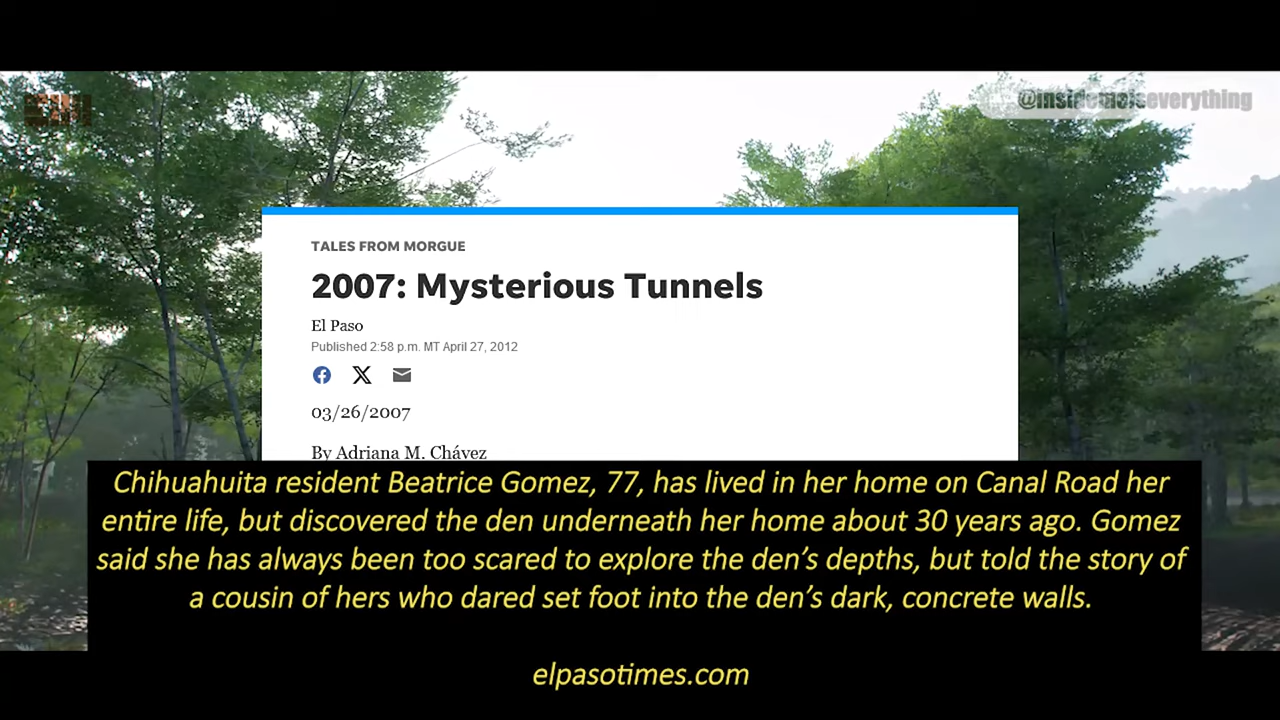 @insidemeiseverything
TALES FROM MORGUE
2007: Mysterious Tunnels
El Paso
Published 2:58 p.m. MT April 27, 2012
03/26/2007
By Adriana M. Chávez
Chihuahuita resident Beatrice Gomez, 77, has lived in her home on Canal Road her
entire life, but discovered the den underneath her home about 30 years ago. Gomez
said she has always been too scared to explore the den’s depths, but told the story of
a cousin of hers who dared set foot into the den’s dark, concrete walls.
elpasotimes.com